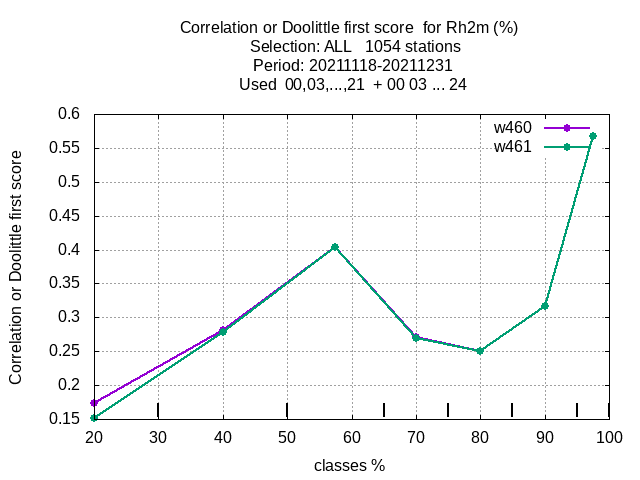 Correlation or Doolittle first score  for Rh2m (%)
Selection: ALL   1054 stations
Period: 20211118-20211231
Used  00,03,...,21  + 00 03 ... 24
Correlation or Doolittle first score
0.6
0.55
0.5
0.45
0.4
0.35
0.3
0.25
0.2
0.15
w460
w461
20 30 40 50 60 70 80 90 100
classes %